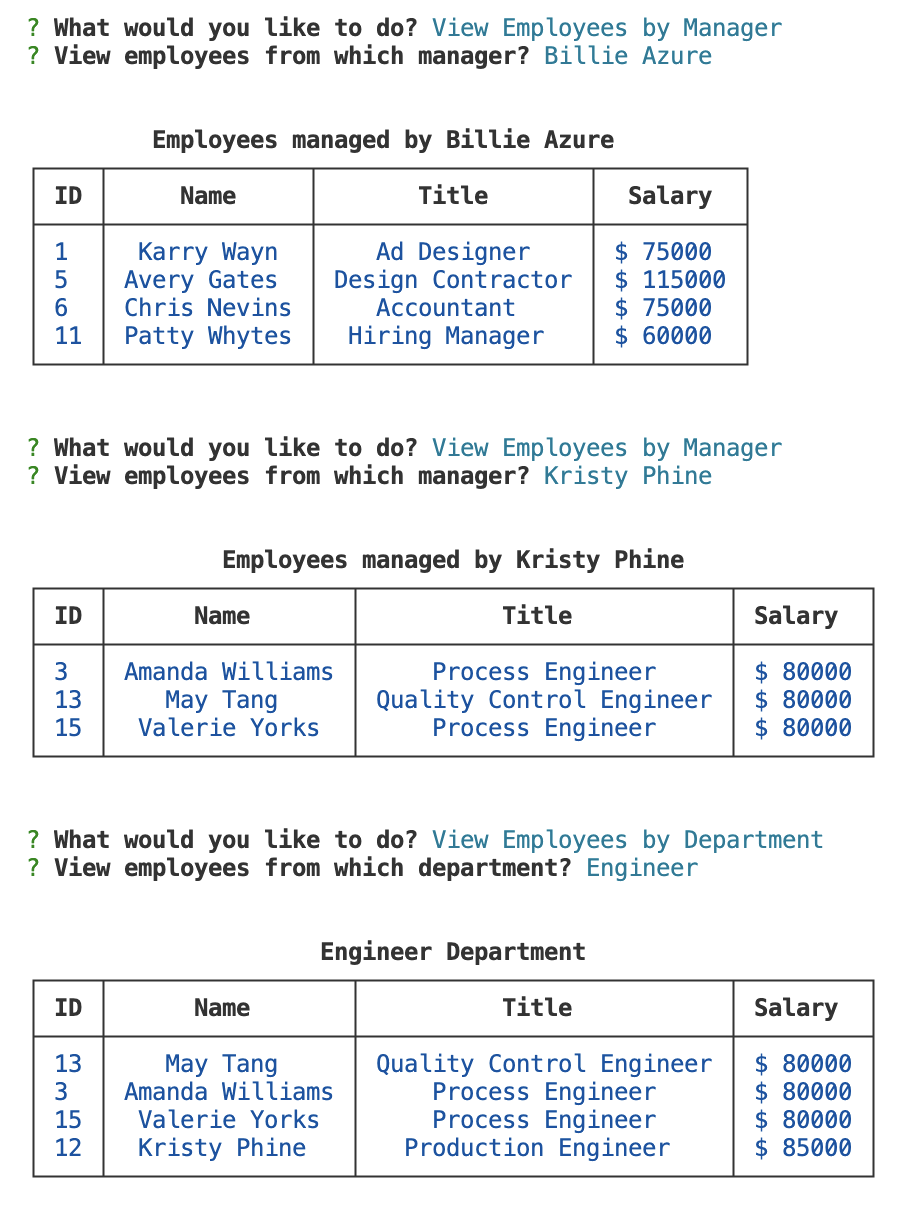 ? What would you like to do? View Employees by Manager
? View employees from which manager? Billie Azure
Employees managed by Billie Azure
ID Name Title Salary
1 Karry Wayn Ad Designer $ 75000
5 Avery Gates Design Contractor $ 115000
6 Chris Nevins Accountant $ 75000
11 Patty Whytes Hiring Manager $ 60000
? What would you like to do? View Employees by Manager
? View employees from which manager? Kristy Phine
Employees managed by Kristy Phine
ID Name Title Salary
3 Amanda Williams Process Engineer $ 80000
13 May Tang Quality Control Engineer $ 80000
15 Valerie Yorks Process Engineer $ 80000
? What would you like to do? View Employees by Department
? View employees from which department? Engineer
Engineer Department
ID Name Title Salary
13 May Tang Quality Control Engineer $ 80000
3 Amanda Williams Process Engineer $ 80000
15 Valerie Yorks Process Engineer $ 80000
12 Kristy Phine Production Engineer $ 85000